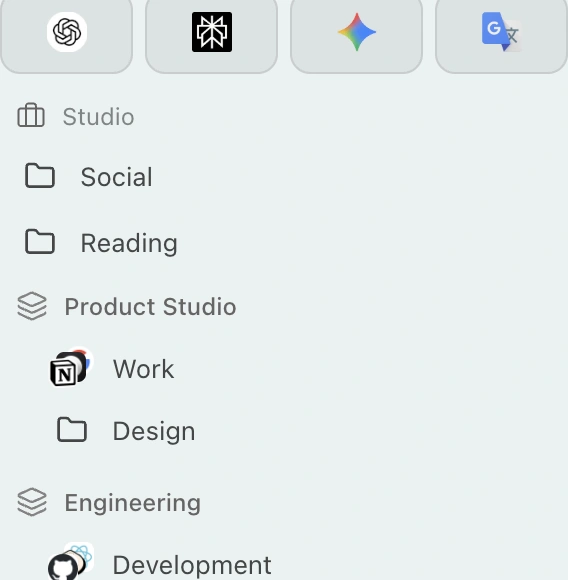 Studio
Social
Reading
Product Studio
Work
Design
Engineering
Development